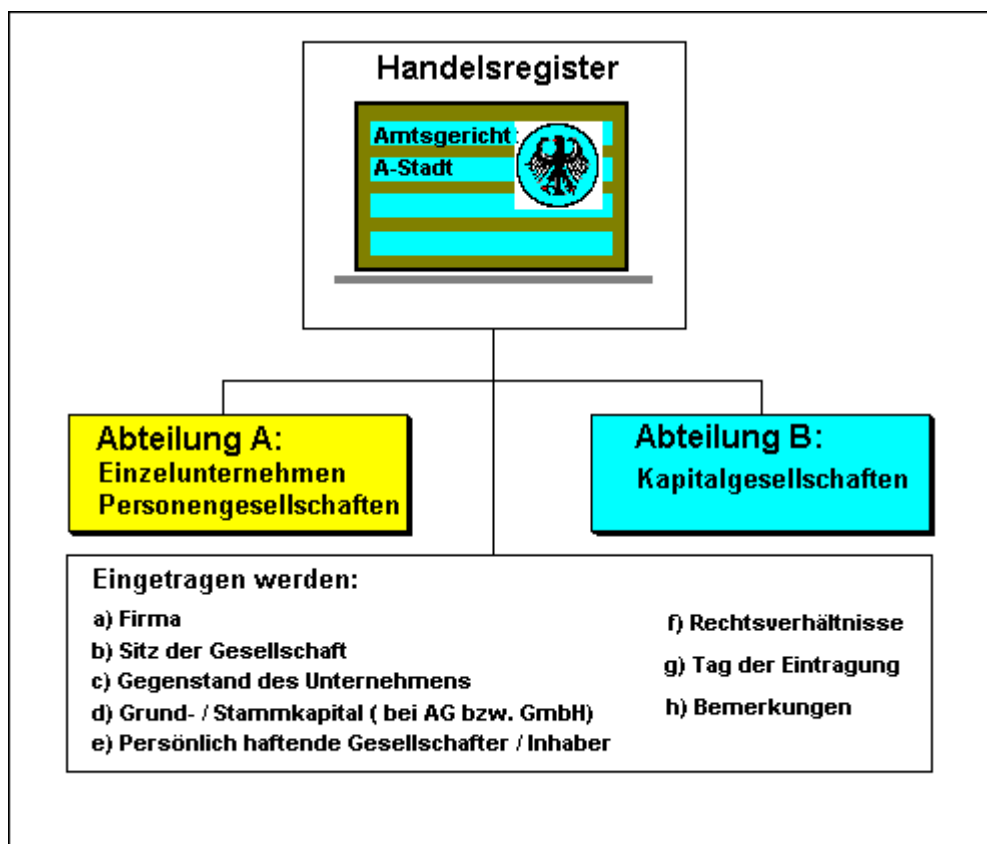 Handelsregister
Amtsgericht
A-Stadt
Abteilung A:
Einzelunternehmen
Personengesellschaften
Abteilung B:
Kapitalgesellschaften
Eingetragen werden:
a) Firma
b) Sitz der Gesellschaft
c) Gegenstand des Unternehmens
d) Grund- / Stammkapital ( bei AG bzw. GmbH)
e) Persönlich haftende Gesellschafter / Inhaber
f) Rechtsverhältnisse
g) Tag der Eintragung
h) Bemerkungen